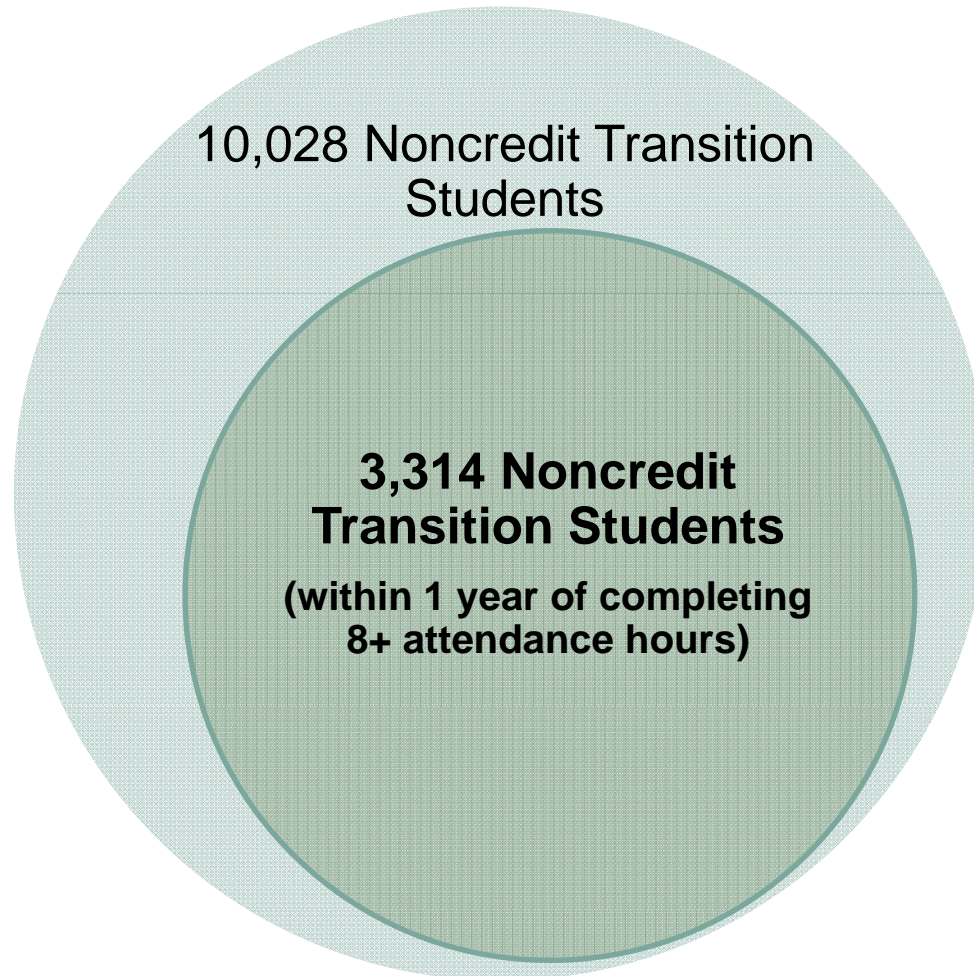 10,028 Noncredit Transition
Students
3,314 Noncredit
Transition Students
(within 1 year of completing
8+ attendance hours)